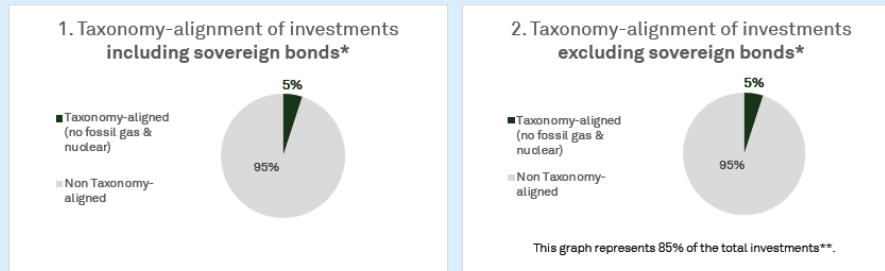 1. Taxonomy-alignment of investments
including sovereign bonds*
5%
Taxonomy-aligned
(no fossil gas &
nuclear)
95%
Non Taxonomy-
aligned
2. Taxonomy-alignment of investments
excluding sovereign bonds*
5%
Taxonomy-aligned
(no fossil gas &
nuclear)
95%
Non Taxonomy-
aligned
This graph represents 85% of the total investments**.